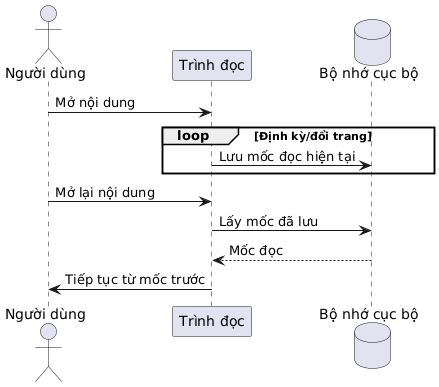 Người dùng
Trình đọc
Bộ nhớ cục bộ
Mở nội dung
loop [Định kỳ/đổi trang]
Lưu mốc đọc hiện tại
Mở lại nội dung
Lấy mốc đã lưu
Mốc đọc
Tiếp tục từ mốc trước
Người dùng
Trình đọc
Bộ nhớ cục bộ